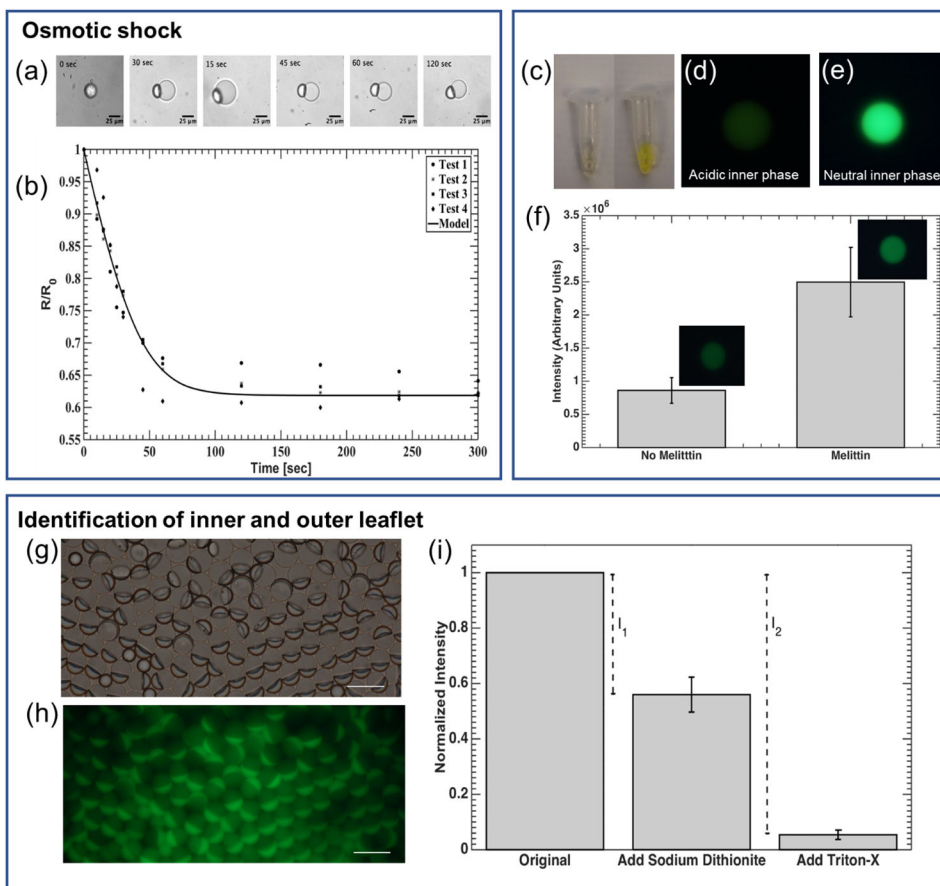 Osmotic shock
(a)
0 sec
30 sec
15 sec
45 sec
60 sec
120 sec
25 μm
25 μm
25 μm
25 μm
25 μm
25 μm
(b)
1
0.95
0.9
0.85
0.8
0.75
0.7
0.65
0.6
0.55
R/R0
0
50
100
150
200
250
300
Time [sec]
Test 1
Test 2
Test 3
Test 4
Model
(c)
(d)
Acidic inner phase
(e)
Neutral inner phase
(f)
×10^6
3.5
3
2.5
2
1.5
1
0.5
0
Intensity (Arbitrary Units)
No Melitttin
Melittin
Identification of inner and outer leaflet
(g)
(h)
(i)
1
0.8
0.6
0.4
0.2
0
Normalized Intensity
I1
I2
Original
Add Sodium Dithionite
Add Triton-X